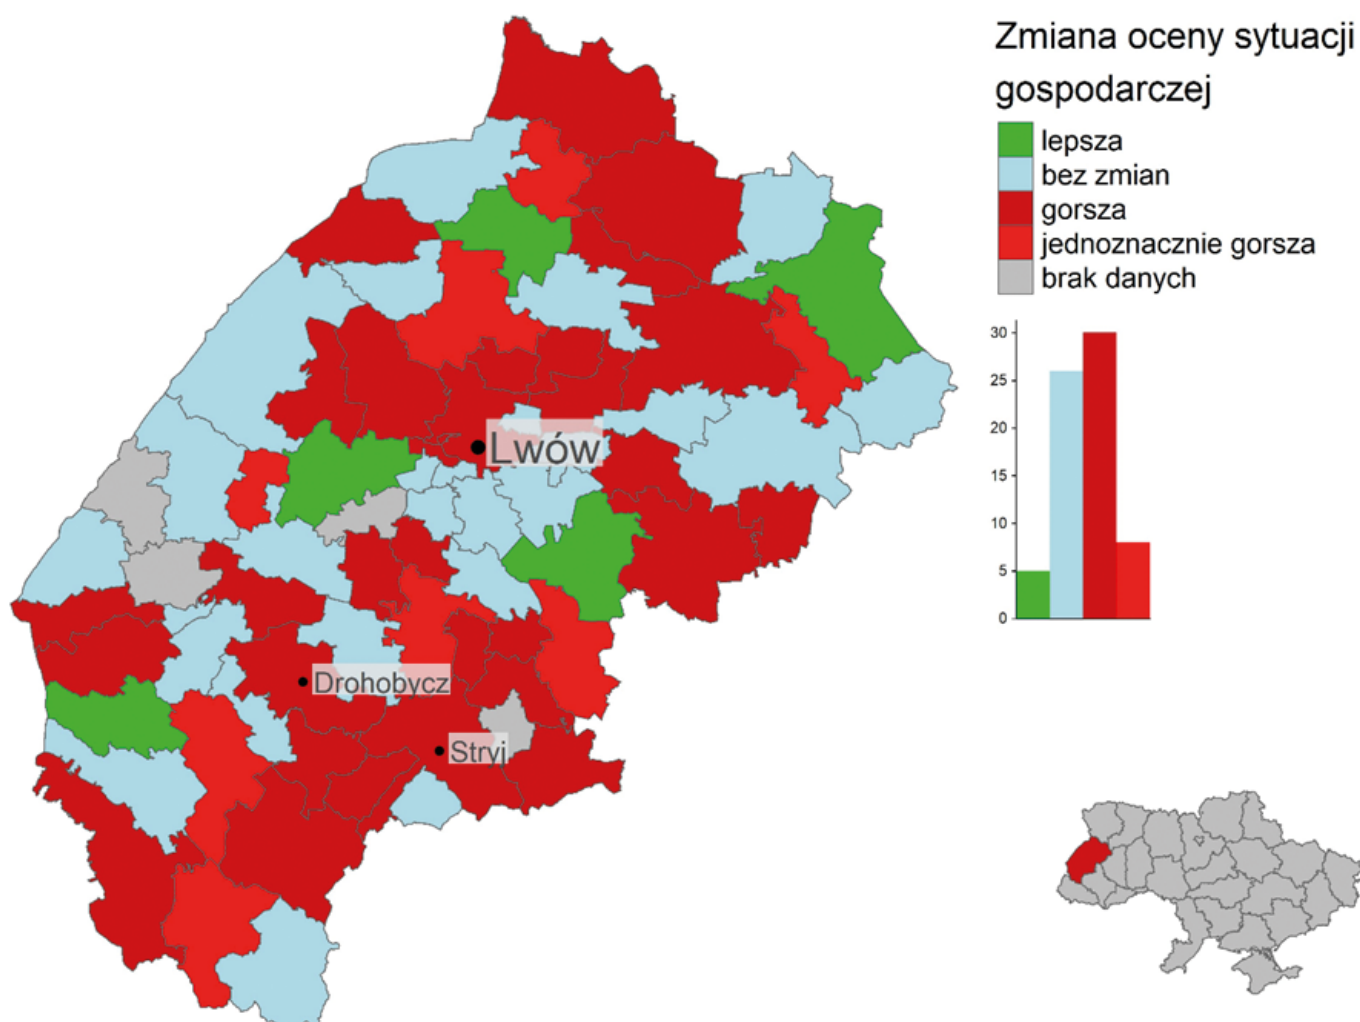 Zmiana oceny sytuacji
gospodarczej
lepsza
bez zmian
gorsza
jednoznacznie gorsza
brak danych
30
25
20
15
10
5
0
Lwów
Drohobycz
Stryj